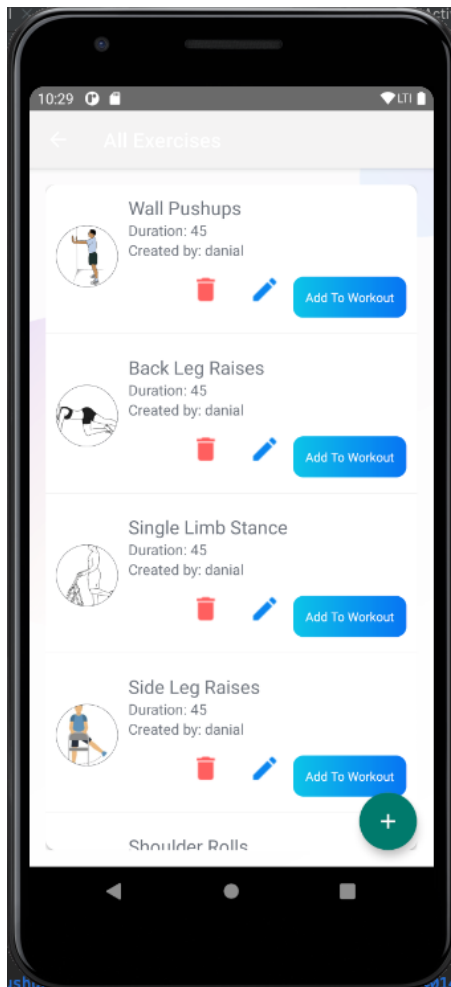 10:29
LTI
All Exercises
Wall Pushups
Duration: 45
Created by: danial
Add To Workout
Back Leg Raises
Duration: 45
Created by: danial
Add To Workout
Single Limb Stance
Duration: 45
Created by: danial
Add To Workout
Side Leg Raises
Duration: 45
Created by: danial
Add To Workout
+
Shoulder Rolls